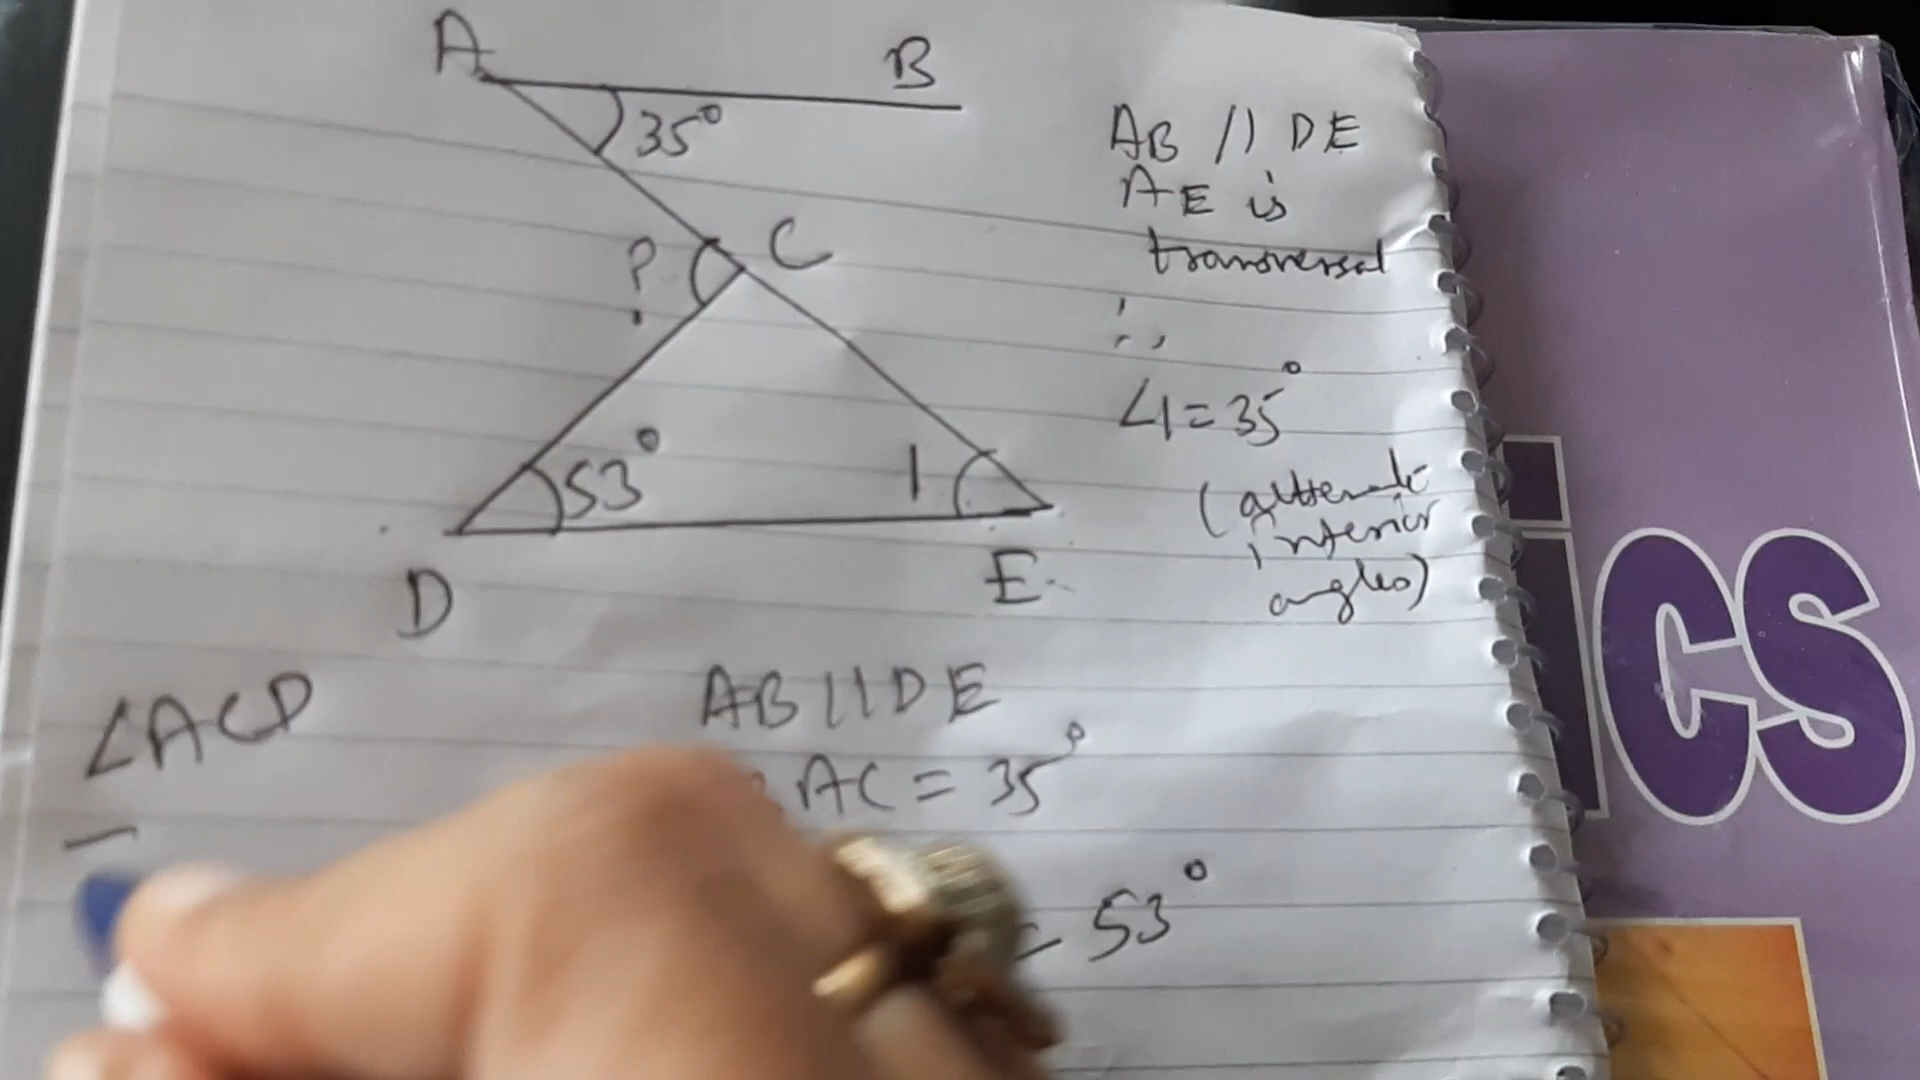 A
B
35°
C
?
53°
1
D
E
AB // DE
AE is
transversal
∴
∠1 = 35°
(alternate
interior
angles)
∠ACD
AB || DE
AC = 35°
= 53°
ics